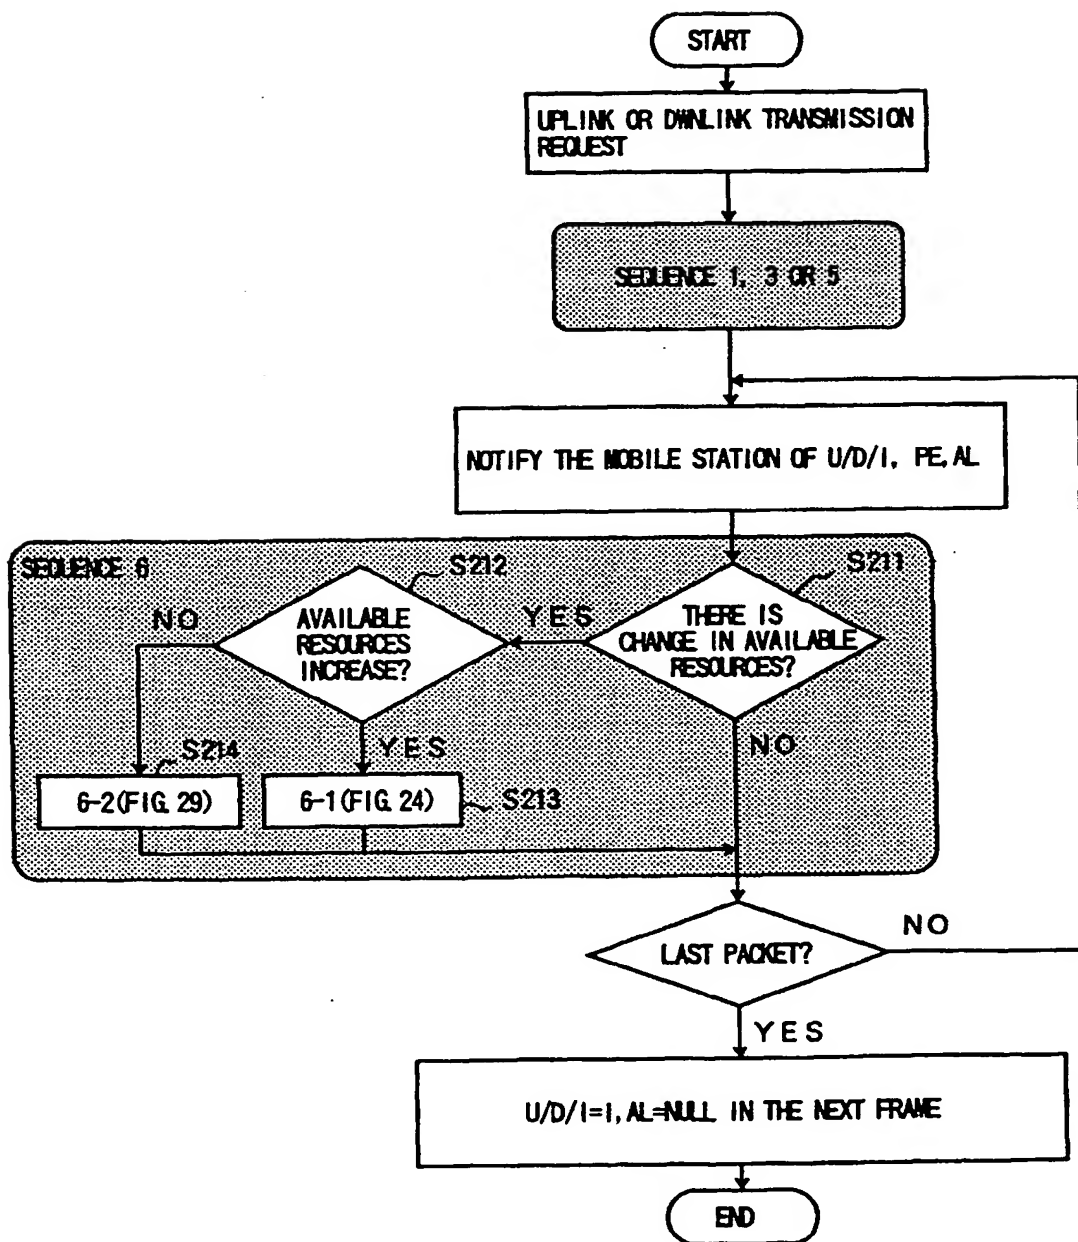 START
UPLINK OR DWNLINK TRANSMISSION
REQUEST
SEQUENCE 1, 3 OR 5
NOTIFY THE MOBILE STATION OF U/D/I, PE, AL
SEQUENCE 6
S212
S211
NO
AVAILABLE
RESOURCES
INCREASE?
YES
THERE IS
CHANGE IN AVAILABLE
RESOURCES?
S214
YES
NO
6-2(FIG. 29)
6-1(FIG. 24)
S213
LAST PACKET?
NO
YES
U/D/I=I, AL=NULL IN THE NEXT FRAME
END